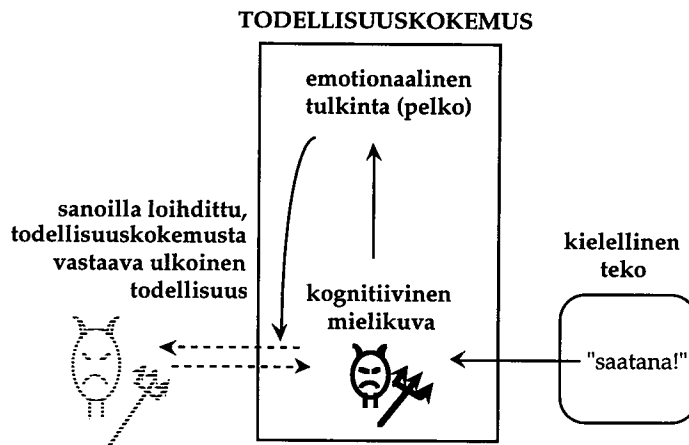 TODELLISUUSKOKEMUS
emotionaalinen
tulkinta (pelko)
sanoilla loihdittu,
todellisuuskokemusta
vastaava ulkoinen
todellisuus
kognitiivinen
mielikuva
kielellinen
teko
"saatana!"